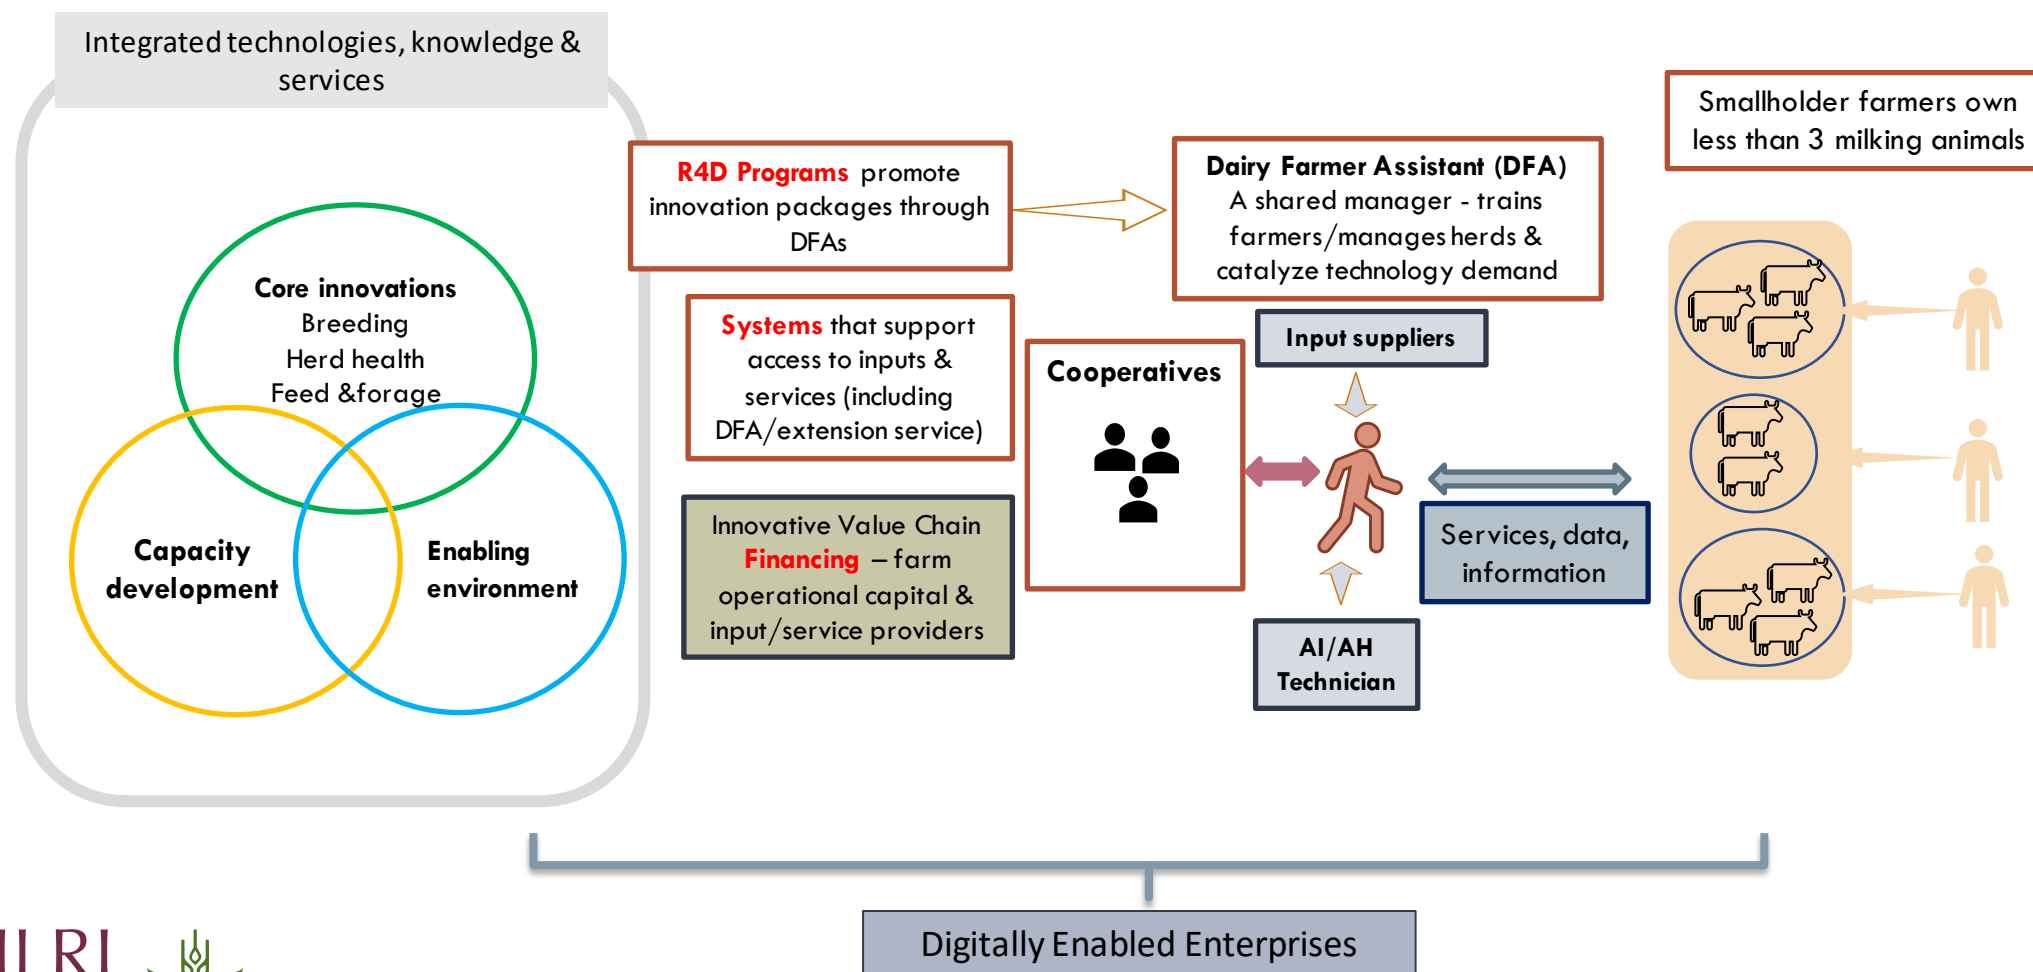 Integrated technologies, knowledge &
services
Core innovations
Breeding
Herd health
Feed &forage
Capacity
development
Enabling
environment
R4D Programs promote
innovation packages through
DFAs
Systems that support
access to inputs &
services (including
DFA/extension service)
Innovative Value Chain
Financing – farm
operational capital &
input/service providers
Dairy Farmer Assistant (DFA)
A shared manager - trains
farmers/manages herds &
catalyze technology demand
Cooperatives
Input suppliers
AI/AH
Technician
Services, data,
information
Smallholder farmers own
less than 3 milking animals
Digitally Enabled Enterprises